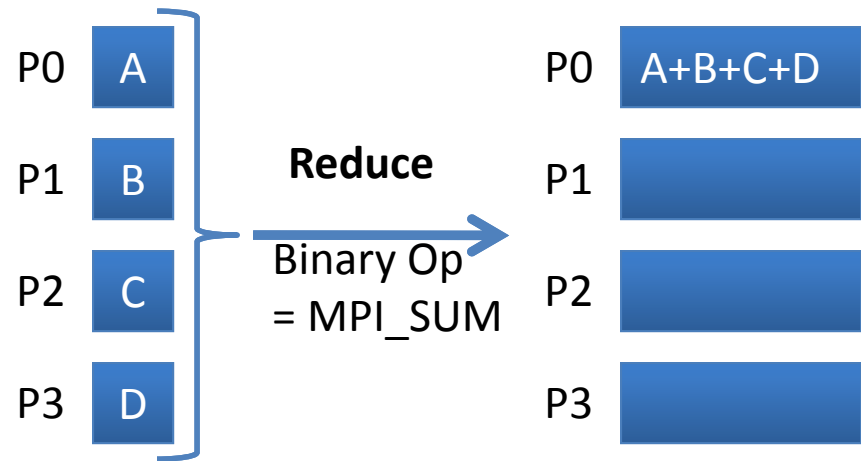 P0 A
P1 B
P2 C
P3 D
Reduce
Binary Op
= MPI_SUM
P0 A+B+C+D
P1
P2
P3